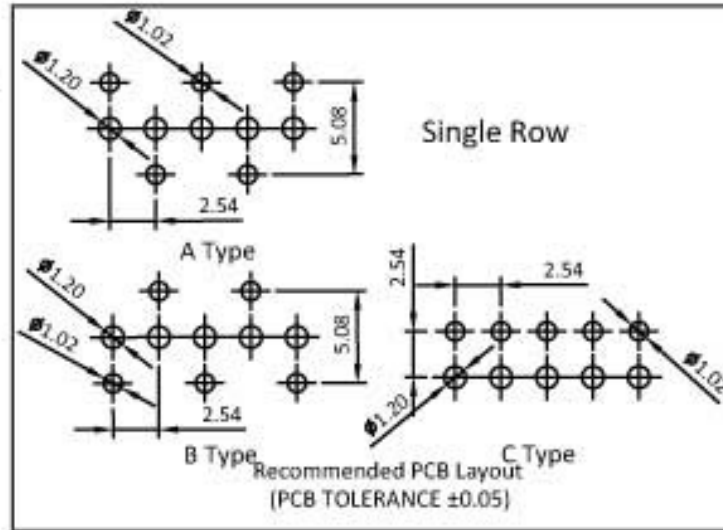 Ø1.02
Ø1.20
5.08
Single Row
2.54
A Type
Ø1.20
Ø1.02
5.08
2.54
B Type
2.54
2.54
Ø1.20
Ø1.02
C Type
Recommended PCB Layout
(PCB TOLERANCE ±0.05)